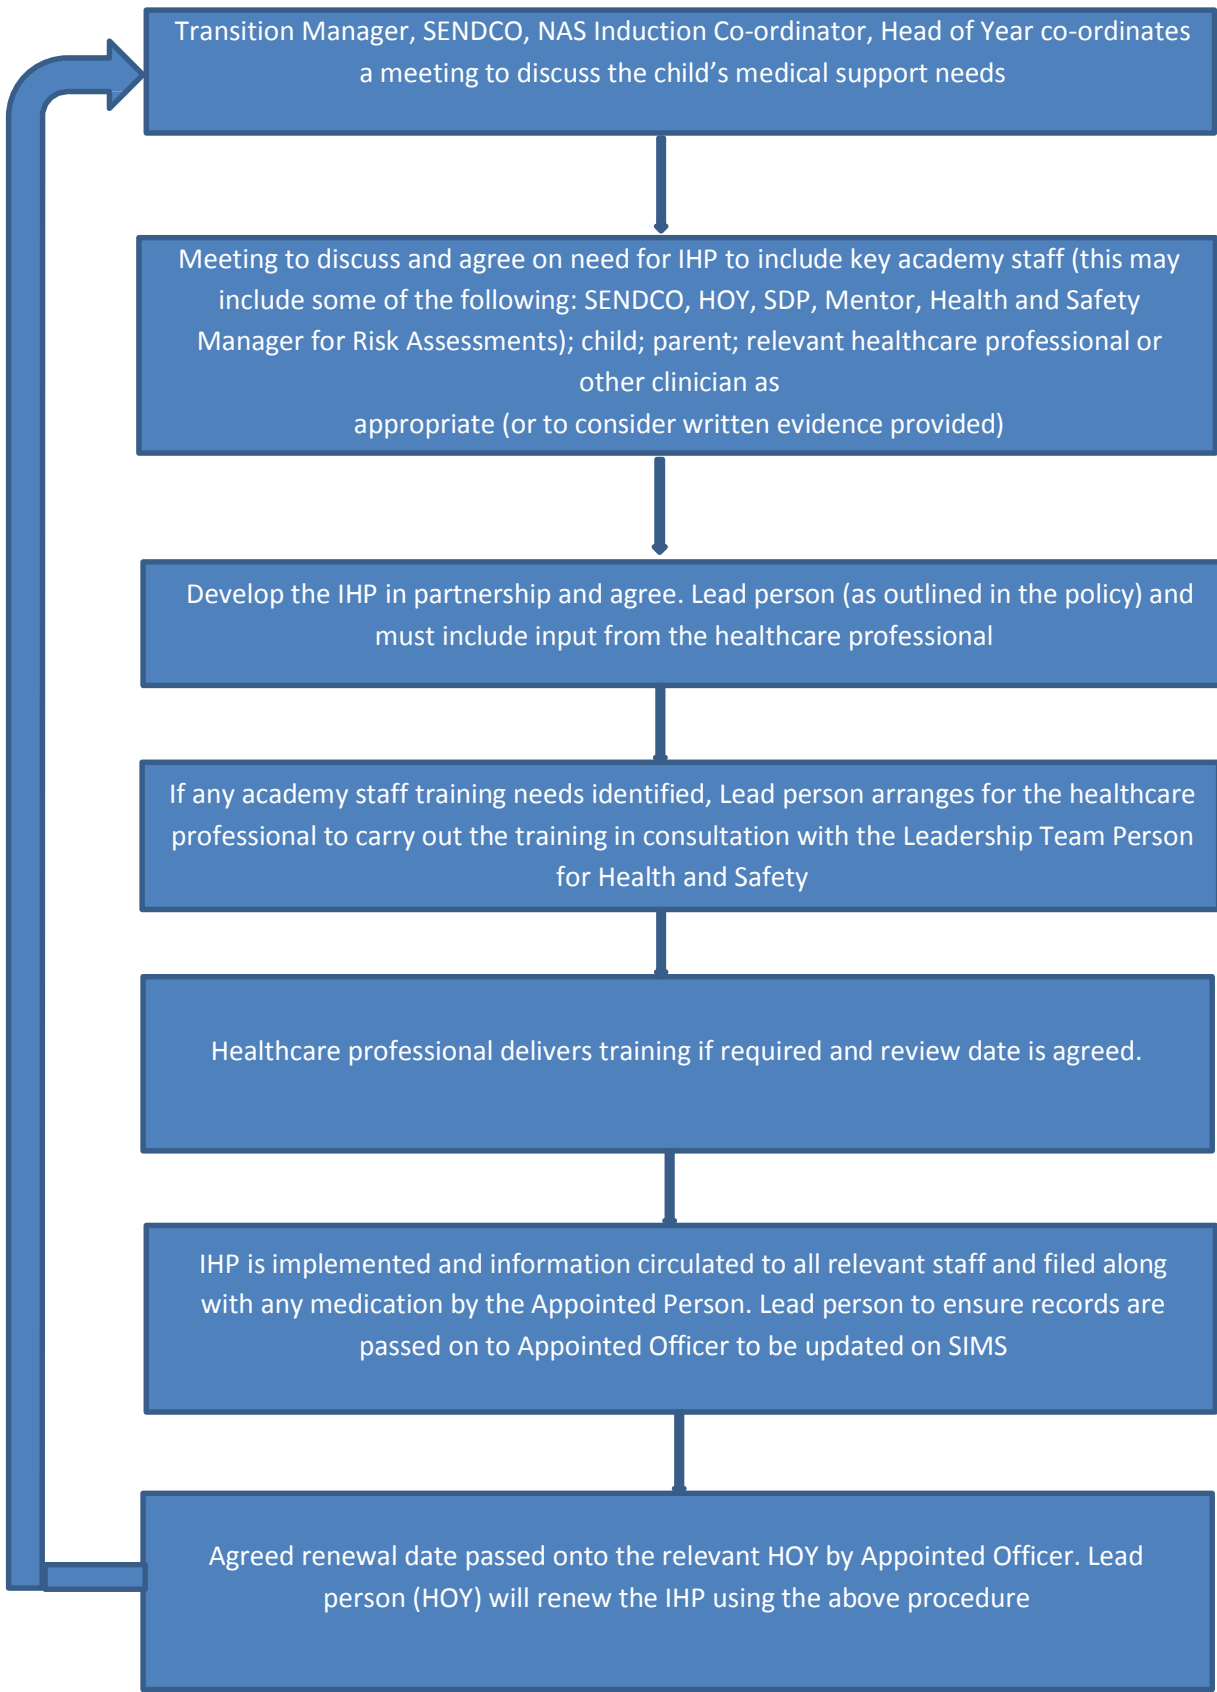 Transition Manager, SENDCO, NAS Induction Co-ordinator, Head of Year co-ordinates
a meeting to discuss the child’s medical support needs
Meeting to discuss and agree on need for IHP to include key academy staff (this may
include some of the following: SENDCO, HOY, SDP, Mentor, Health and Safety
Manager for Risk Assessments); child; parent; relevant healthcare professional or
other clinician as
appropriate (or to consider written evidence provided)
Develop the IHP in partnership and agree. Lead person (as outlined in the policy) and
must include input from the healthcare professional
If any academy staff training needs identified, Lead person arranges for the healthcare
professional to carry out the training in consultation with the Leadership Team Person
for Health and Safety
Healthcare professional delivers training if required and review date is agreed.
IHP is implemented and information circulated to all relevant staff and filed along
with any medication by the Appointed Person. Lead person to ensure records are
passed on to Appointed Officer to be updated on SIMS
Agreed renewal date passed onto the relevant HOY by Appointed Officer. Lead
person (HOY) will renew the IHP using the above procedure